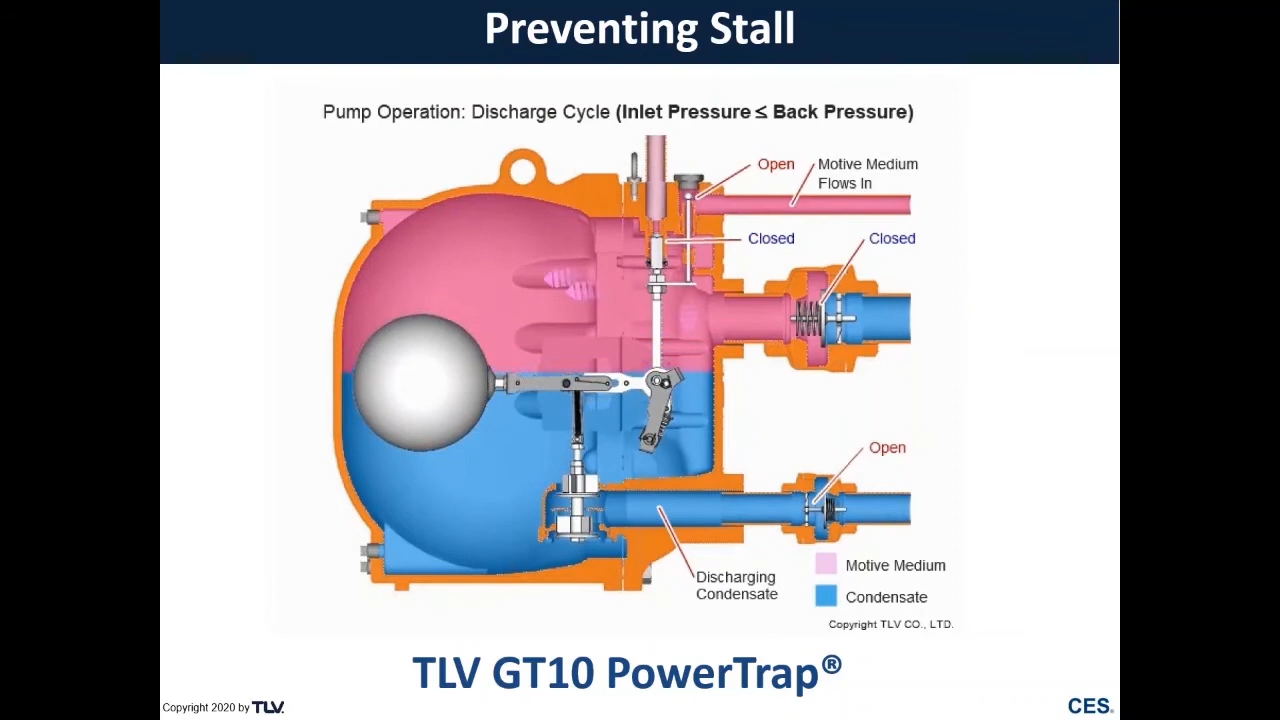 Preventing Stall
Pump Operation: Discharge Cycle (Inlet Pressure ≤ Back Pressure)
Open
Motive Medium
Flows In
Closed
Closed
Open
Discharging
Condensate
Motive Medium
Condensate
Copyright TLV CO., LTD.
TLV GT10 PowerTrap®
Copyright 2020 by TLV.
CES®